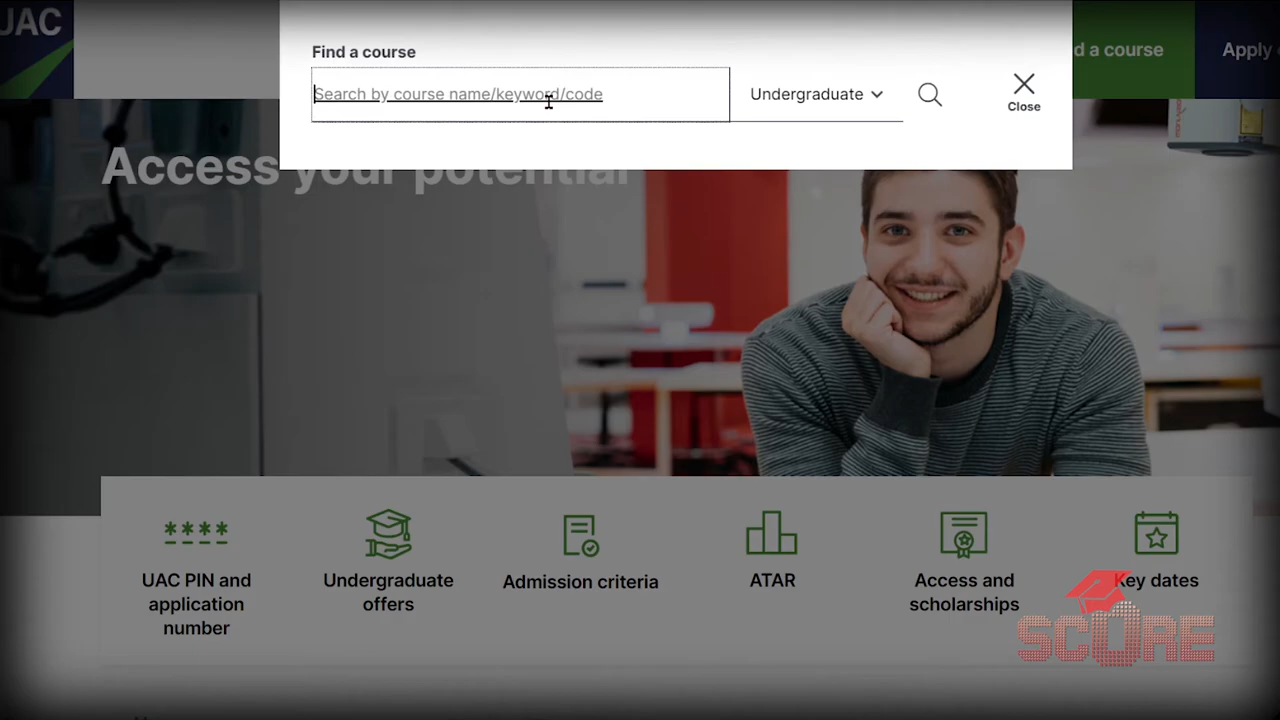 UAC
Find a course
Search by course name/keyword/code
Undergraduate
Close
d a course
Apply
Access your potential
UAC PIN and
application
number
Undergraduate
offers
Admission criteria
ATAR
Access and
scholarships
Key dates
SCORE